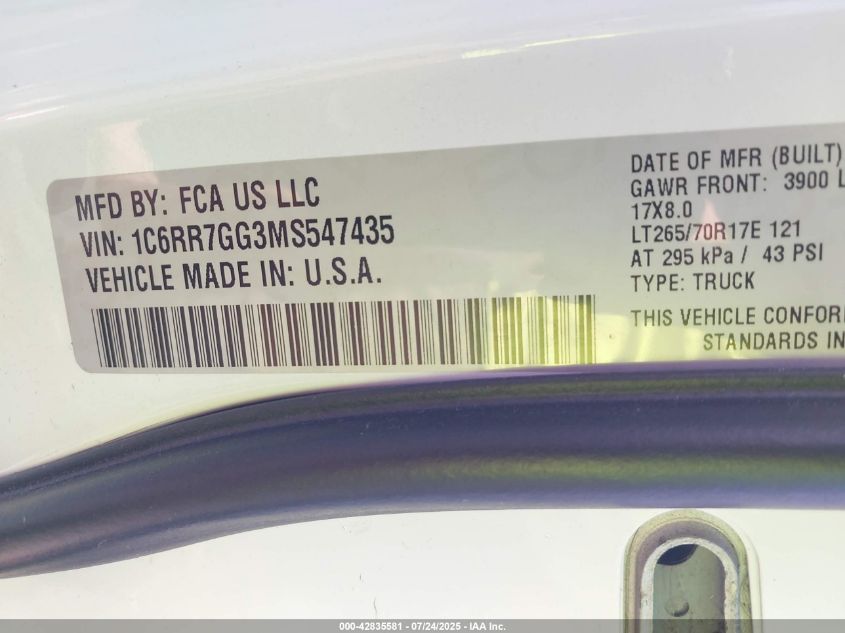 MFD BY: FCA US LLC
VIN: 1C6RR7GG3MS547435
VEHICLE MADE IN: U.S.A.
DATE OF MFR (BUILT)
GAWR FRONT: 3900 L
17X8.0
LT265/70R17E 121
AT 295 kPa / 43 PSI
TYPE: TRUCK
THIS VEHICLE CONFOR
STANDARDS IN
000-42835581 - 07/24/2025 - IAA Inc.